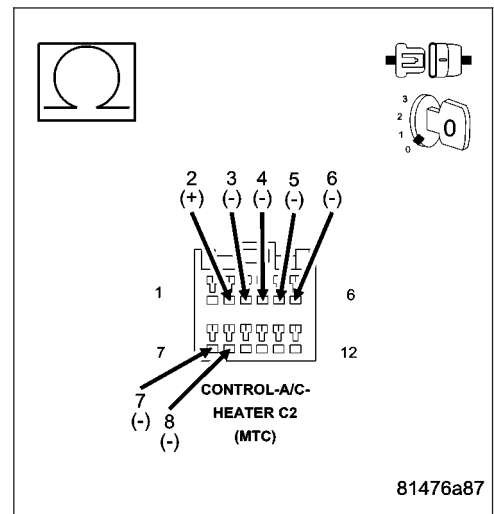 3
2
1
0
0
2 3 4 5 6
(+) (-) (-) (-) (-)
1 6
7 12
7 8
(-) (-)
CONTROL-A/C-
HEATER C2
(MTC)
81476a87